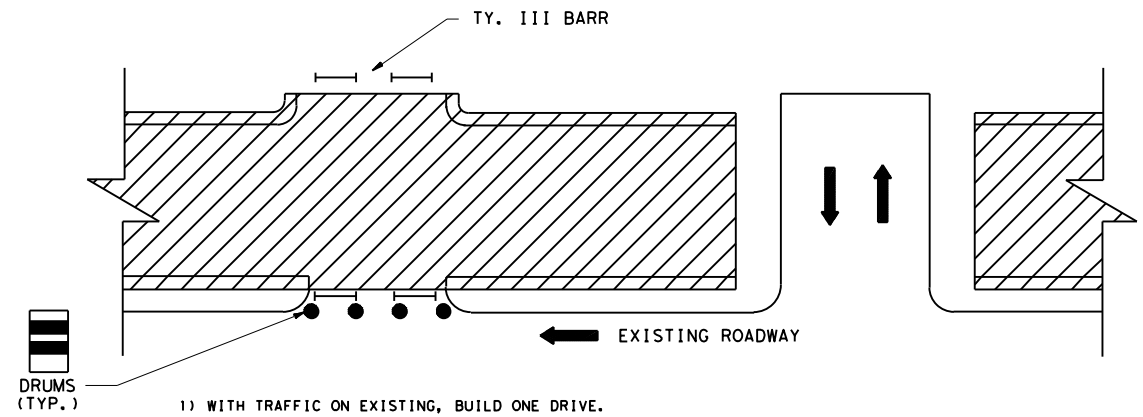 TY. III BARR
EXISTING ROADWAY
DRUMS
(TYP.)
1) WITH TRAFFIC ON EXISTING, BUILD ONE DRIVE.